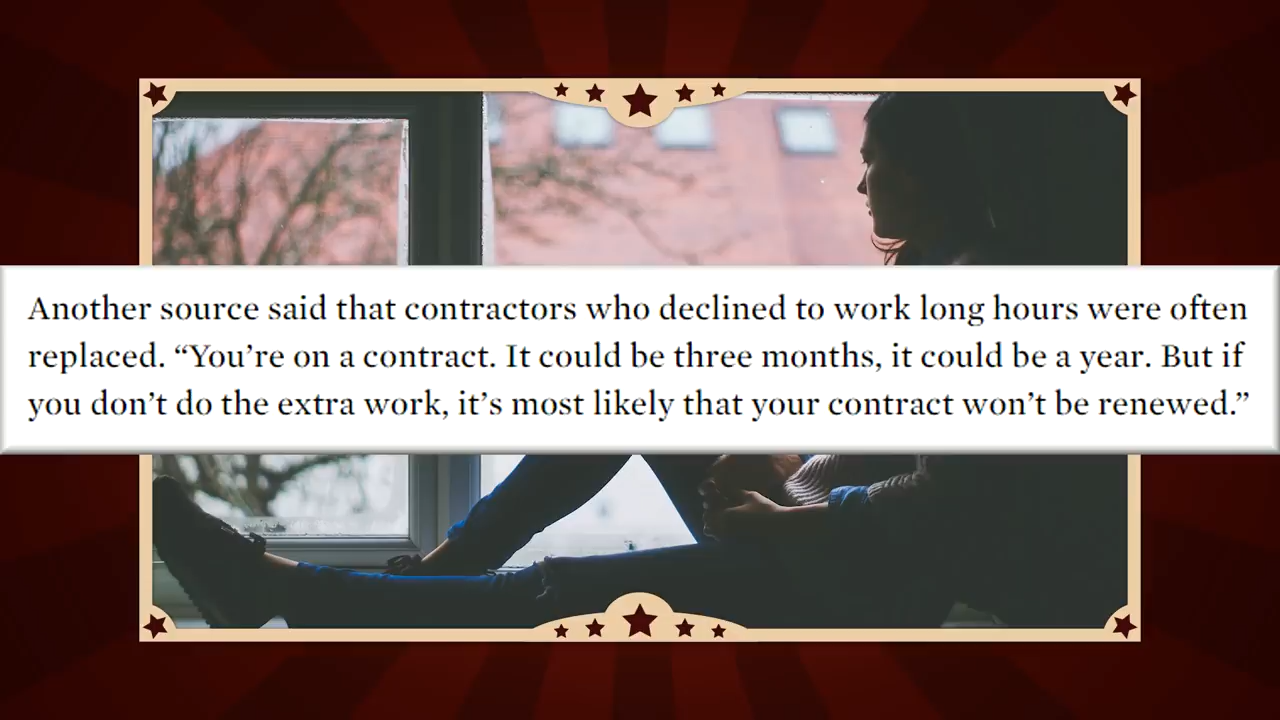 Another source said that contractors who declined to work long hours were often
replaced. “You’re on a contract. It could be three months, it could be a year. But if
you don’t do the extra work, it’s most likely that your contract won’t be renewed.”